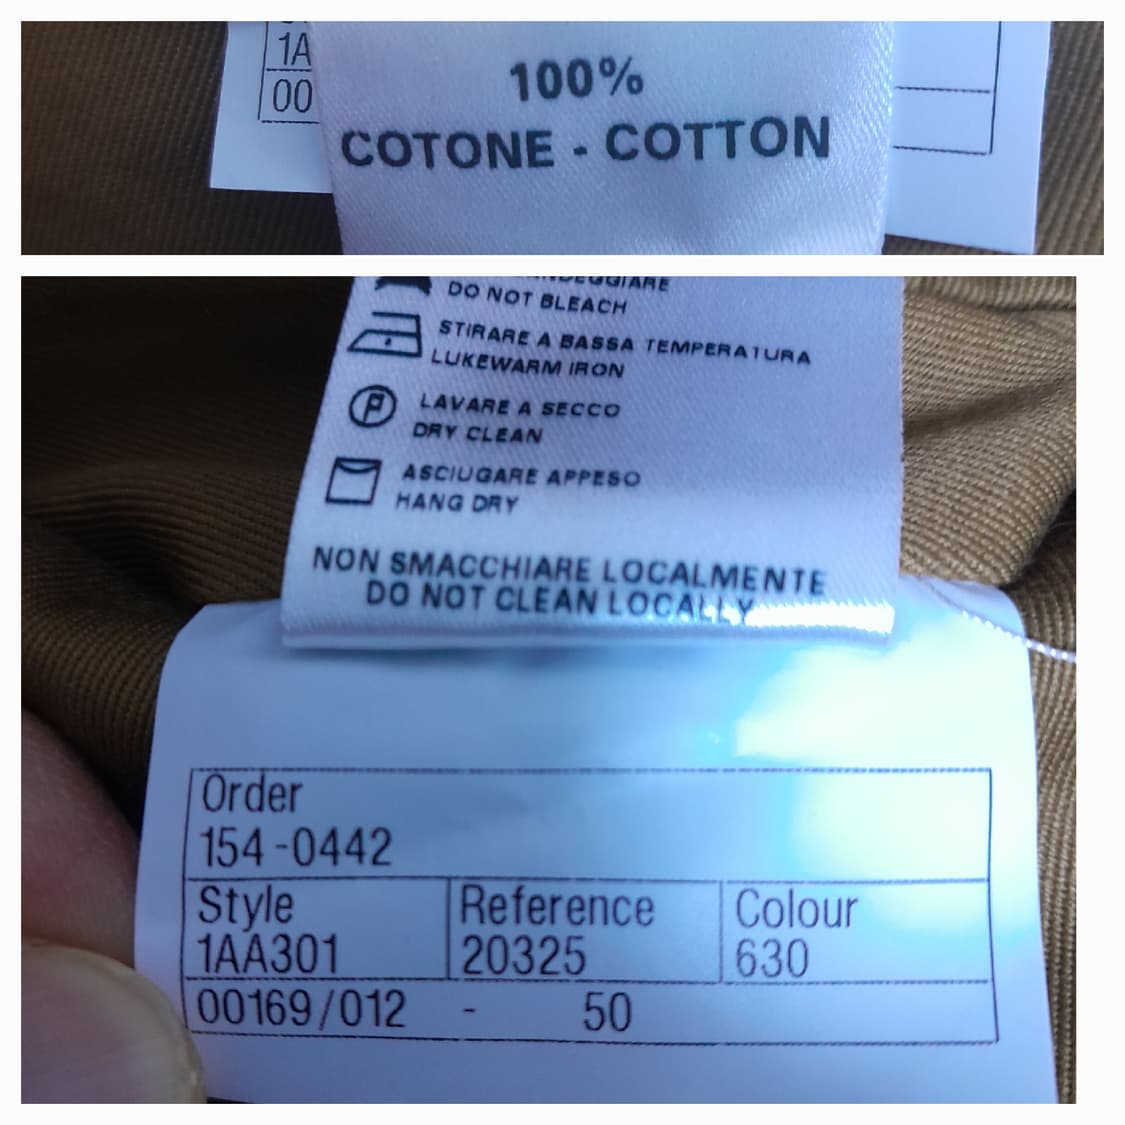 1A
00
100%
COTONE - COTTON
DO NOT BLEACH
STIRARE A BASSA TEMPERATURA
LUKEWARM IRON
P
LAVARE A SECCO
DRY CLEAN
ASCIUGARE APPESO
HANG DRY
NON SMACCHIARE LOCALMENTE
DO NOT CLEAN LOCALLY
Order
154-0442
Style Reference Colour
1AA301 20325 630
00169/012 - 50